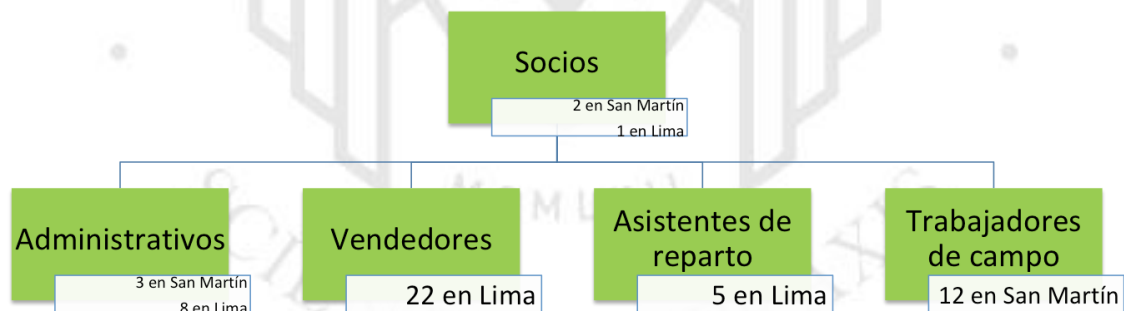 Socios
2 en San Martín
1 en Lima
Administrativos
3 en San Martín
8 en Lima
Vendedores
22 en Lima
Asistentes de
reparto
5 en Lima
Trabajadores
de campo
12 en San Martín